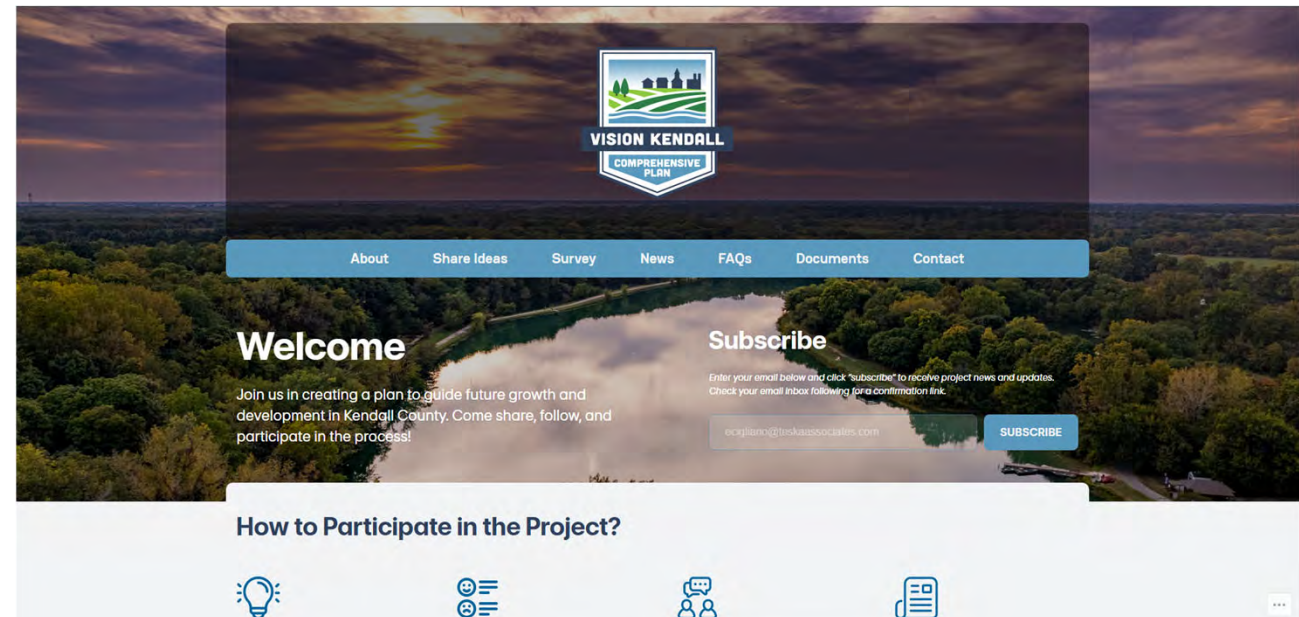 VISION KENDALL
COMPREHENSIVE
PLAN
About Share Ideas Survey News FAQs Documents Contact
Welcome
Join us in creating a plan to guide future growth and
development in Kendall County. Come share, follow, and
participate in the process!
Subscribe
Enter your email below and click "subscribe" to receive project news and updates.
Check your email inbox following for a confirmation link.
SUBSCRIBE
How to Participate in the Project?